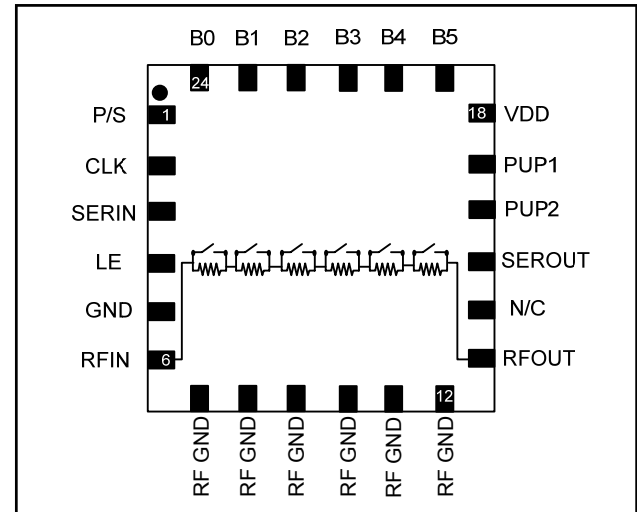 B0 B1 B2 B3 B4 B5
24
P/S 1 18 VDD
CLK PUP1
SERIN PUP2
LE SEROUT
GND N/C
RFIN 6 RFOUT
12
RF GND RF GND RF GND RF GND RF GND RF GND